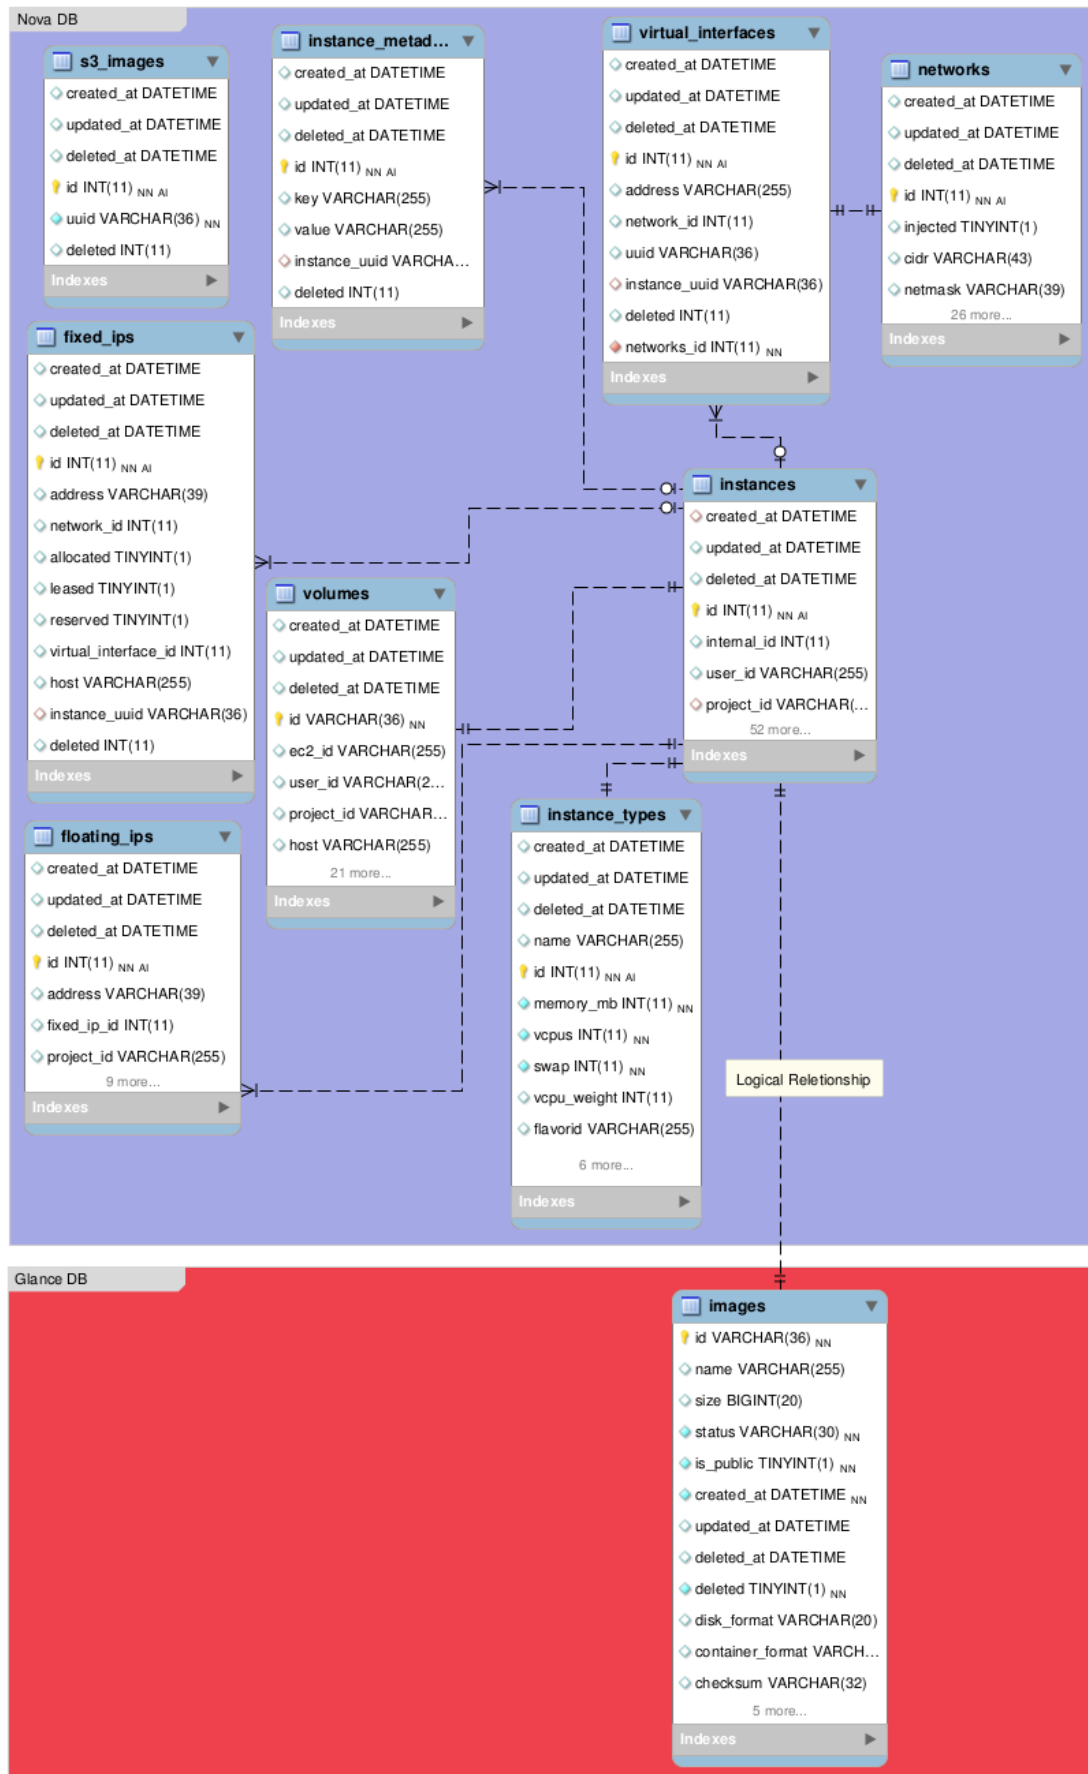 Nova DB
s3_images
created_at DATETIME
updated_at DATETIME
deleted_at DATETIME
id INT(11) NN AI
uuid VARCHAR(36) NN
deleted INT(11)
Indexes
instance_metad...
created_at DATETIME
updated_at DATETIME
deleted_at DATETIME
id INT(11) NN AI
key VARCHAR(255)
value VARCHAR(255)
instance_uuid VARCHA...
deleted INT(11)
Indexes
virtual_interfaces
created_at DATETIME
updated_at DATETIME
deleted_at DATETIME
id INT(11) NN AI
address VARCHAR(255)
network_id INT(11)
uuid VARCHAR(36)
instance_uuid VARCHAR(36)
deleted INT(11)
networks_id INT(11) NN
Indexes
networks
created_at DATETIME
updated_at DATETIME
deleted_at DATETIME
id INT(11) NN AI
injected TINYINT(1)
cidr VARCHAR(43)
netmask VARCHAR(39)
26 more...
Indexes
fixed_ips
created_at DATETIME
updated_at DATETIME
deleted_at DATETIME
id INT(11) NN AI
address VARCHAR(39)
network_id INT(11)
allocated TINYINT(1)
leased TINYINT(1)
reserved TINYINT(1)
virtual_interface_id INT(11)
host VARCHAR(255)
instance_uuid VARCHAR(36)
deleted INT(11)
Indexes
instances
created_at DATETIME
updated_at DATETIME
deleted_at DATETIME
id INT(11) NN AI
internal_id INT(11)
user_id VARCHAR(255)
project_id VARCHAR(...
52 more...
Indexes
volumes
created_at DATETIME
updated_at DATETIME
deleted_at DATETIME
id VARCHAR(36) NN
ec2_id VARCHAR(255)
user_id VARCHAR(2...
project_id VARCHAR...
host VARCHAR(255)
21 more...
Indexes
floating_ips
created_at DATETIME
updated_at DATETIME
deleted_at DATETIME
id INT(11) NN AI
address VARCHAR(39)
fixed_ip_id INT(11)
project_id VARCHAR(255)
9 more...
Indexes
instance_types
created_at DATETIME
updated_at DATETIME
deleted_at DATETIME
name VARCHAR(255)
id INT(11) NN AI
memory_mb INT(11) NN
vcpus INT(11) NN
swap INT(11) NN
vcpu_weight INT(11)
flavorid VARCHAR(255)
6 more...
Indexes
Logical Reletionship
Glance DB
images
id VARCHAR(36) NN
name VARCHAR(255)
size BIGINT(20)
status VARCHAR(30) NN
is_public TINYINT(1) NN
created_at DATETIME NN
updated_at DATETIME
deleted_at DATETIME
deleted TINYINT(1) NN
disk_format VARCHAR(20)
container_format VARCH...
checksum VARCHAR(32)
5 more...
Indexes